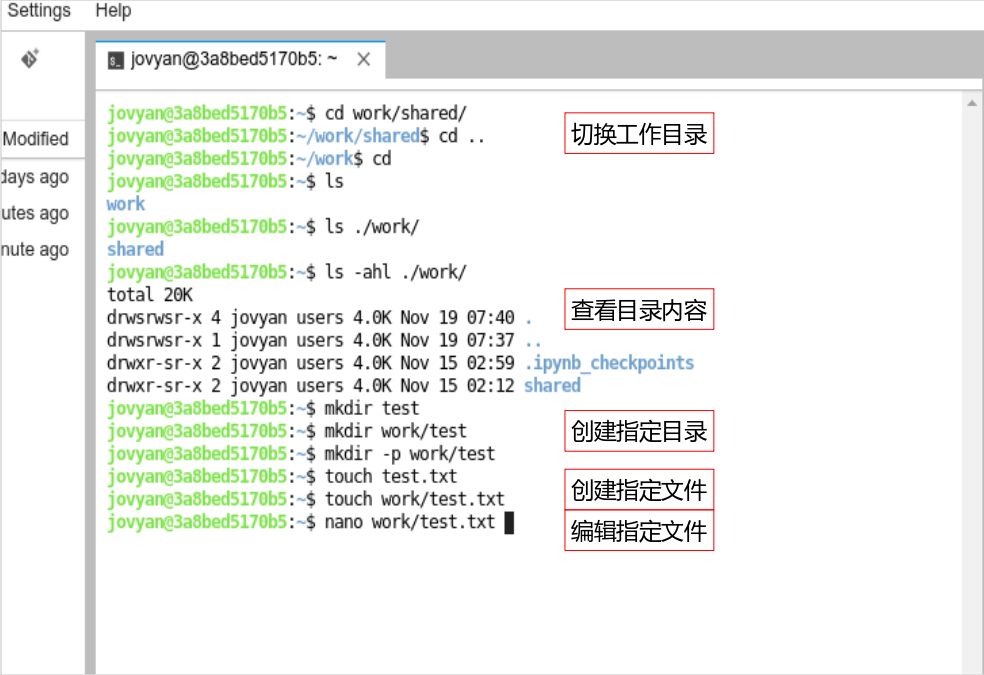 Settings Help
jovyan@3a8bed5170b5: ~
Modified
days ago
utes ago
nute ago
jovyan@3a8bed5170b5:~$ cd work/shared/
jovyan@3a8bed5170b5:~/work/shared$ cd ..
切换工作目录
jovyan@3a8bed5170b5:~/work$ cd
jovyan@3a8bed5170b5:~$ ls
work
jovyan@3a8bed5170b5:~$ ls ./work/
shared
jovyan@3a8bed5170b5:~$ ls -ahl ./work/
total 20K
查看目录内容
drwsrwsr-x 4 jovyan users 4.0K Nov 19 07:40 .
drwsrwsr-x 1 jovyan users 4.0K Nov 19 07:37 ..
drwxr-sr-x 2 jovyan users 4.0K Nov 15 02:59 .ipynb_checkpoints
drwxr-sr-x 2 jovyan users 4.0K Nov 15 02:12 shared
jovyan@3a8bed5170b5:~$ mkdir test
jovyan@3a8bed5170b5:~$ mkdir work/test
创建指定目录
jovyan@3a8bed5170b5:~$ mkdir -p work/test
jovyan@3a8bed5170b5:~$ touch test.txt
创建指定文件
jovyan@3a8bed5170b5:~$ touch work/test.txt
jovyan@3a8bed5170b5:~$ nano work/test.txt
编辑指定文件